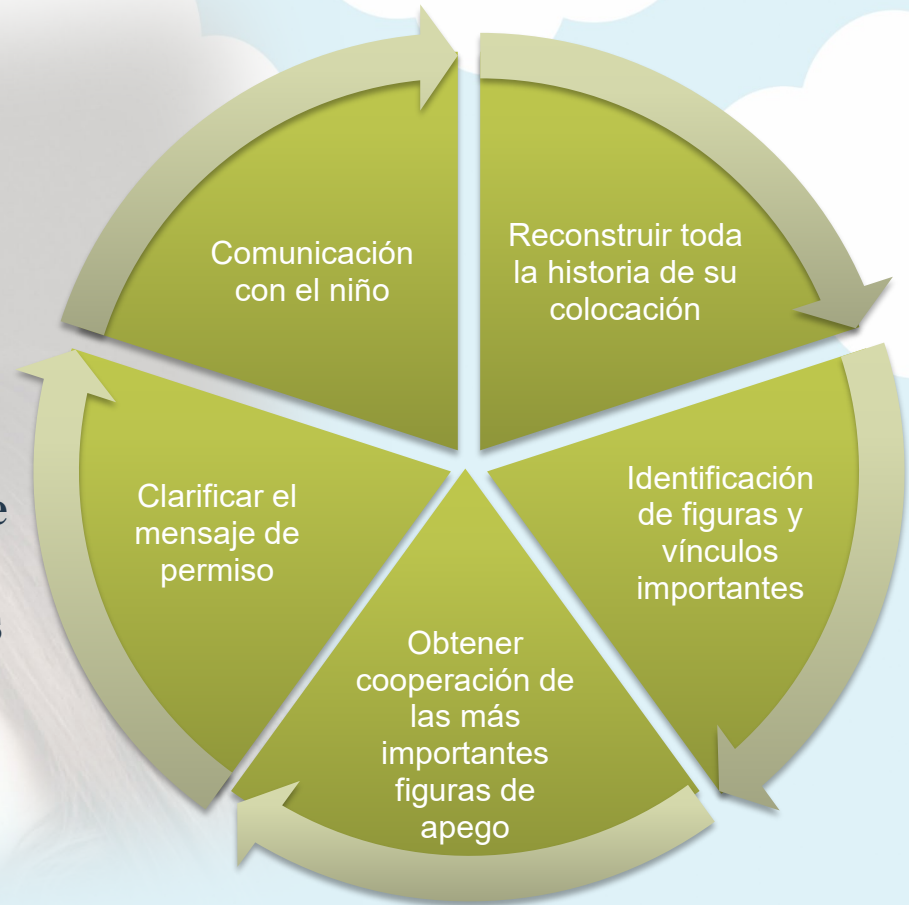 Reconstruir toda
la historia de su
colocación
Identificación
de figuras y
vínculos
importantes
Obtener
cooperación de
las más
importantes
figuras de
apego
Clarificar el
mensaje de
permiso
Comunicación
con el niño
e
s